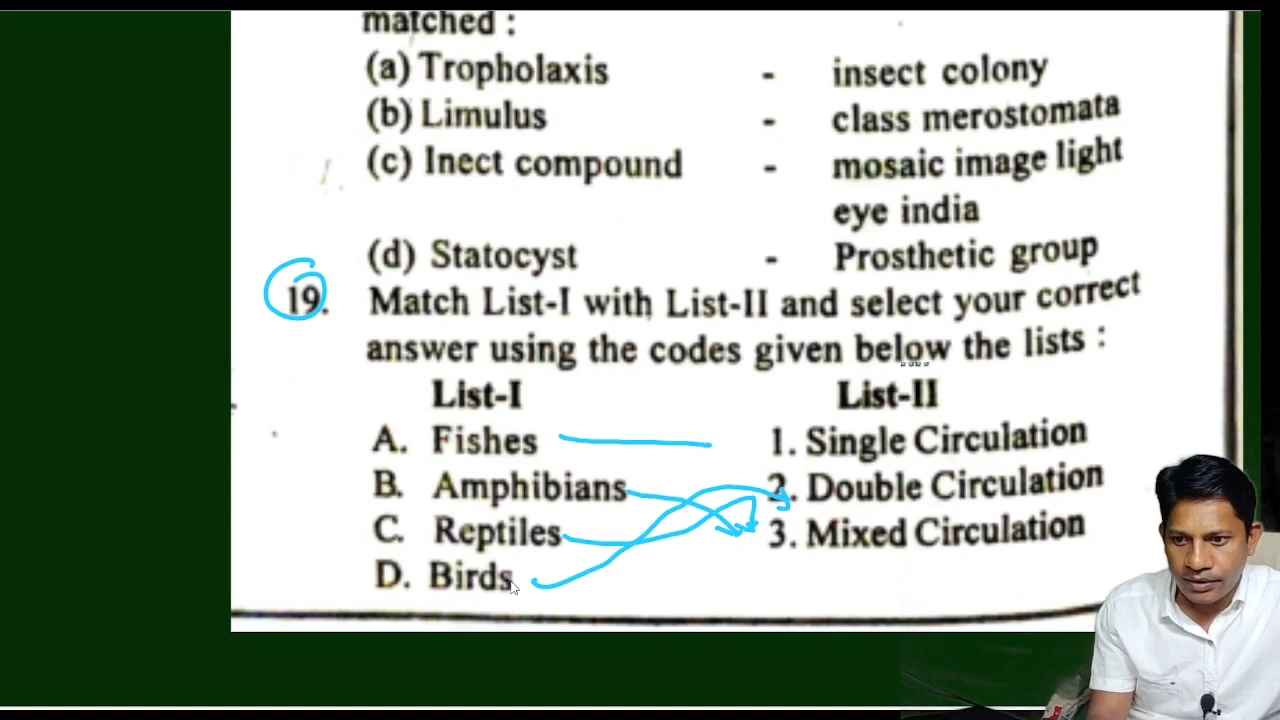 matched :
(a) Tropholaxis - insect colony
(b) Limulus - class merostomata
(c) Inect compound - mosaic image light
eye india
(d) Statocyst - Prosthetic group
19. Match List-I with List-II and select your correct
answer using the codes given below the lists :
List-I List-II
A. Fishes 1. Single Circulation
B. Amphibians 2. Double Circulation
C. Reptiles 3. Mixed Circulation
D. Birds